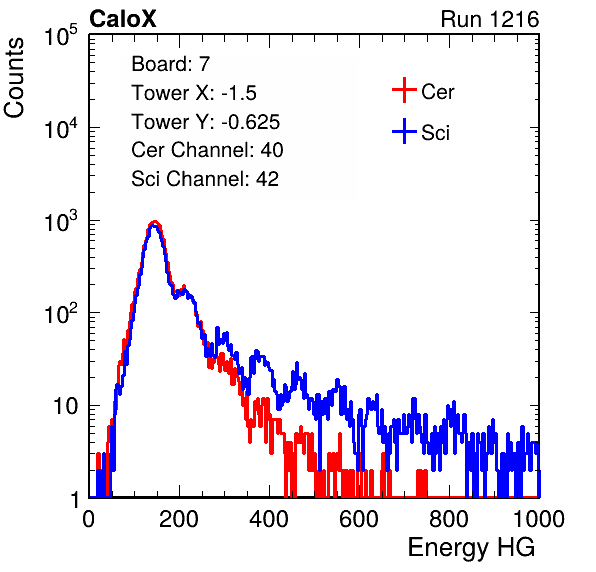 CaloX Run 1216
Counts
Board: 7
Tower X: -1.5
Tower Y: -0.625
Cer Channel: 40
Sci Channel: 42
Cer
Sci
10^5
10^4
10^3
10^2
10
1
0 200 400 600 800 1000
Energy HG